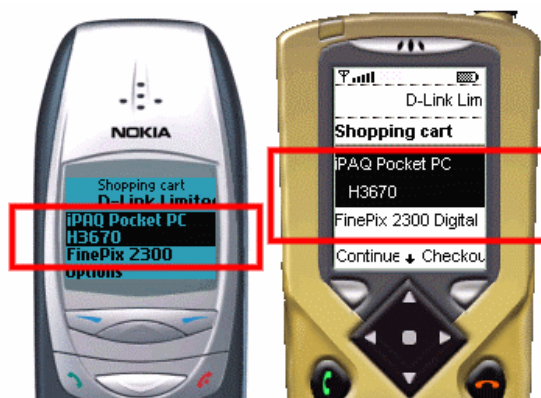 NOKIA
Shopping cart
D-Link Limite
iPAQ Pocket PC
H3670
FinePix 2300
Options
D-Link Lim
Shopping cart
iPAQ Pocket PC
H3670
FinePix 2300 Digital
Continue Checkou